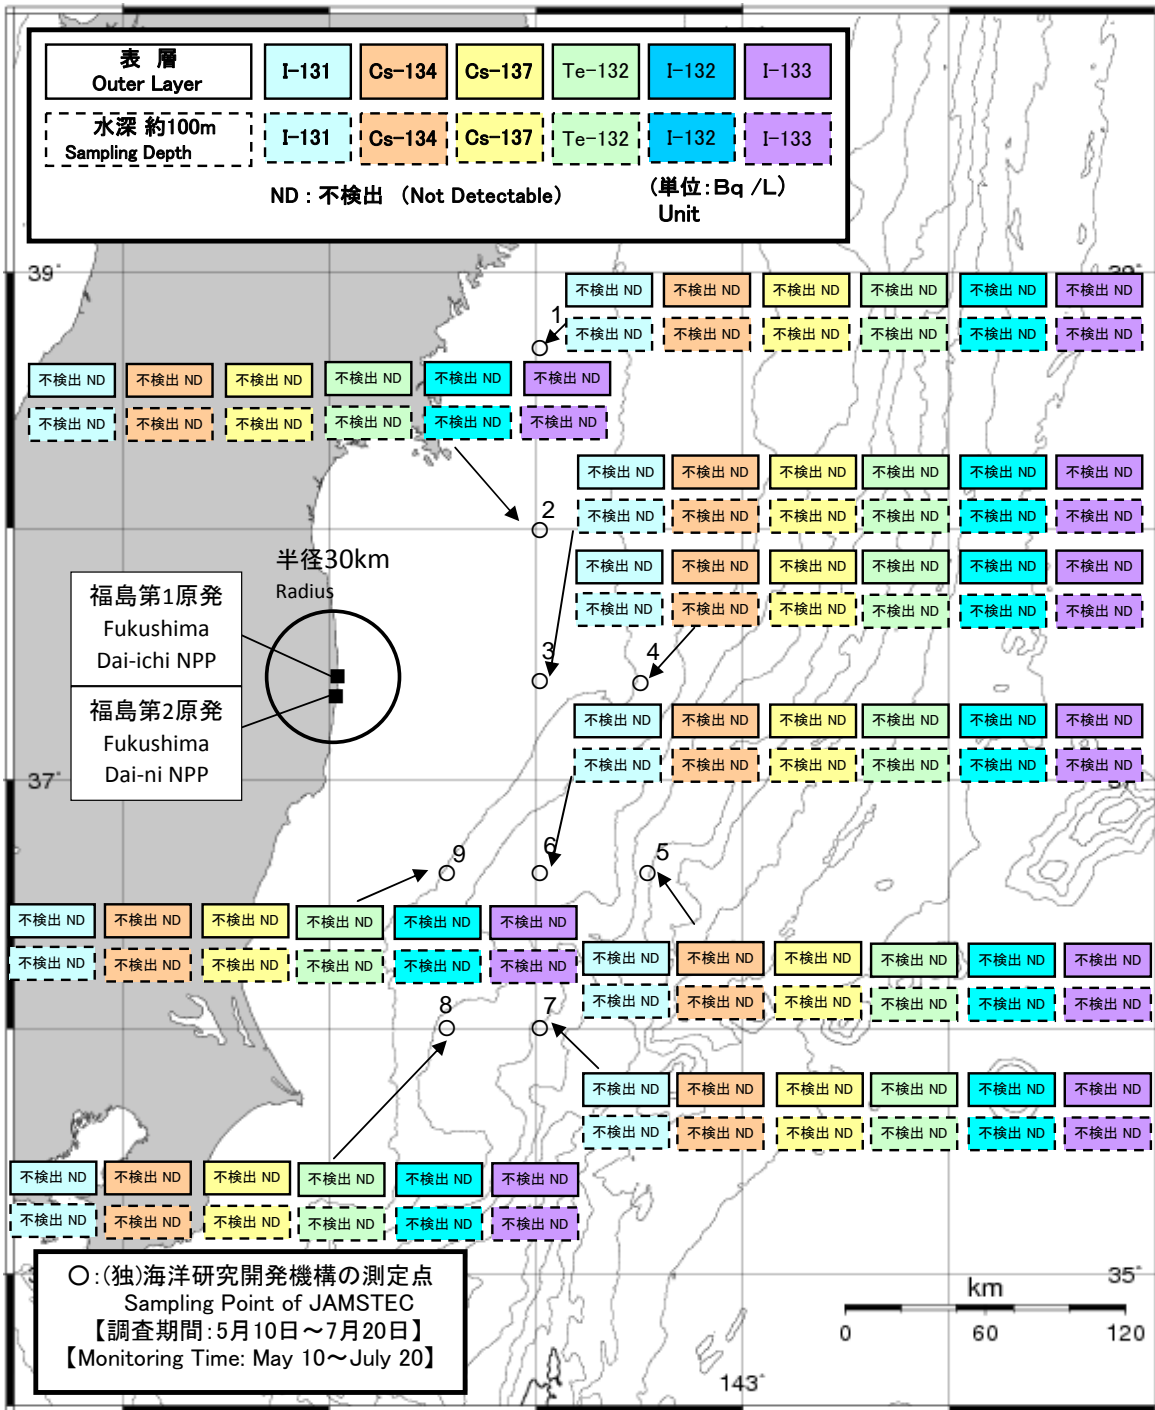 表 層
Outer Layer
I-131 Cs-134 Cs-137 Te-132 I-132 I-133
水深 約100m
Sampling Depth
I-131 Cs-134 Cs-137 Te-132 I-132 I-133
ND : 不検出 (Not Detectable)
(単位:Bq /L)
Unit
39°
不検出 ND 不検出 ND 不検出 ND 不検出 ND 不検出 ND 不検出 ND
不検出 ND 不検出 ND 不検出 ND 不検出 ND 不検出 ND 不検出 ND
1
不検出 ND 不検出 ND 不検出 ND 不検出 ND 不検出 ND 不検出 ND
不検出 ND 不検出 ND 不検出 ND 不検出 ND 不検出 ND 不検出 ND
2
不検出 ND 不検出 ND 不検出 ND 不検出 ND 不検出 ND 不検出 ND
不検出 ND 不検出 ND 不検出 ND 不検出 ND 不検出 ND 不検出 ND
不検出 ND 不検出 ND 不検出 ND 不検出 ND 不検出 ND 不検出 ND
不検出 ND 不検出 ND 不検出 ND 不検出 ND 不検出 ND 不検出 ND
半径30km
Radius
福島第1原発
Fukushima
Dai-ichi NPP
福島第2原発
Fukushima
Dai-ni NPP
3
4
不検出 ND 不検出 ND 不検出 ND 不検出 ND 不検出 ND 不検出 ND
不検出 ND 不検出 ND 不検出 ND 不検出 ND 不検出 ND 不検出 ND
37°
9
6
5
不検出 ND 不検出 ND 不検出 ND 不検出 ND 不検出 ND 不検出 ND
不検出 ND 不検出 ND 不検出 ND 不検出 ND 不検出 ND 不検出 ND
不検出 ND 不検出 ND 不検出 ND 不検出 ND 不検出 ND 不検出 ND
不検出 ND 不検出 ND 不検出 ND 不検出 ND 不検出 ND 不検出 ND
8
7
不検出 ND 不検出 ND 不検出 ND 不検出 ND 不検出 ND 不検出 ND
不検出 ND 不検出 ND 不検出 ND 不検出 ND 不検出 ND 不検出 ND
不検出 ND 不検出 ND 不検出 ND 不検出 ND 不検出 ND 不検出 ND
不検出 ND 不検出 ND 不検出 ND 不検出 ND 不検出 ND 不検出 ND
○:(独)海洋研究開発機構の測定点
Sampling Point of JAMSTEC
【調査期間:5月10日～7月20日】
【Monitoring Time: May 10～July 20】
35°
km
0 60 120
143°